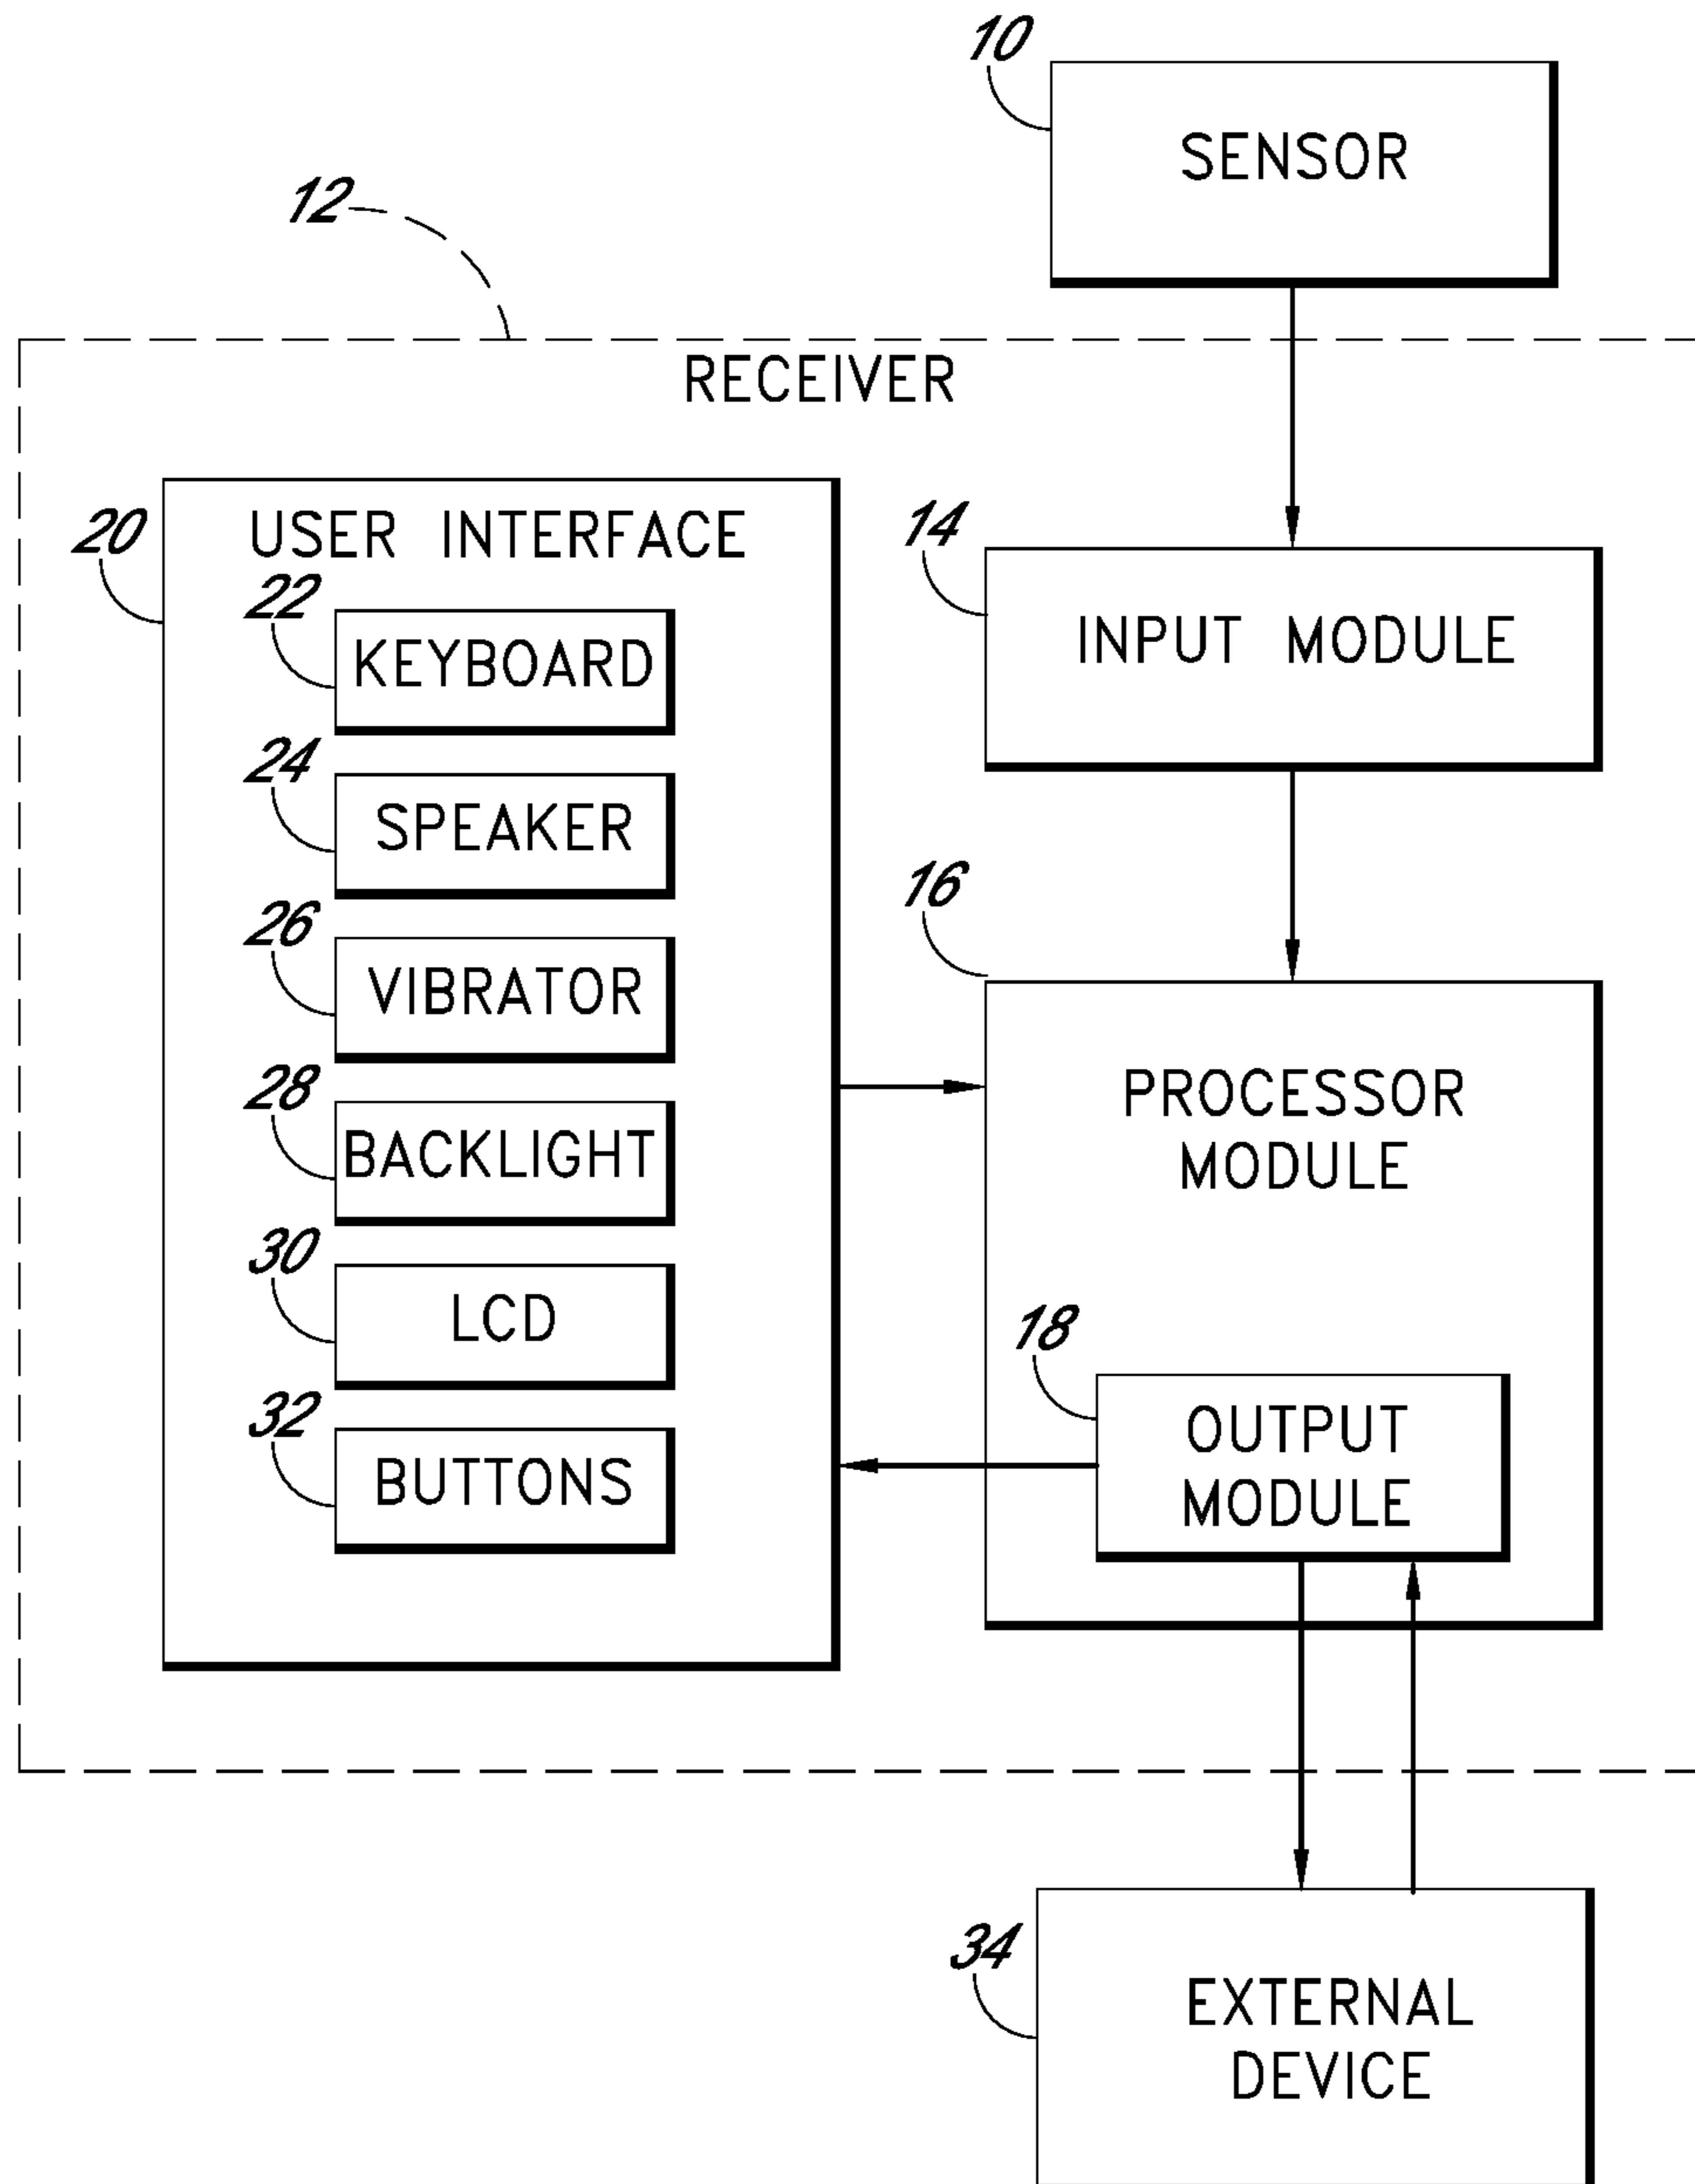 10
SENSOR
12
RECEIVER
20
USER INTERFACE
22
KEYBOARD
24
SPEAKER
26
VIBRATOR
28
BACKLIGHT
30
LCD
32
BUTTONS
14
INPUT MODULE
16
PROCESSOR
MODULE
18
OUTPUT
MODULE
34
EXTERNAL
DEVICE